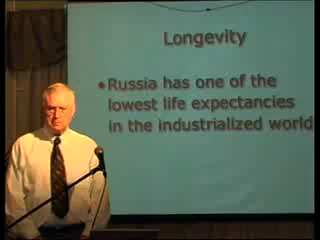 Longevity
•Russia has one of the
lowest life expectancies
in the industrialized world